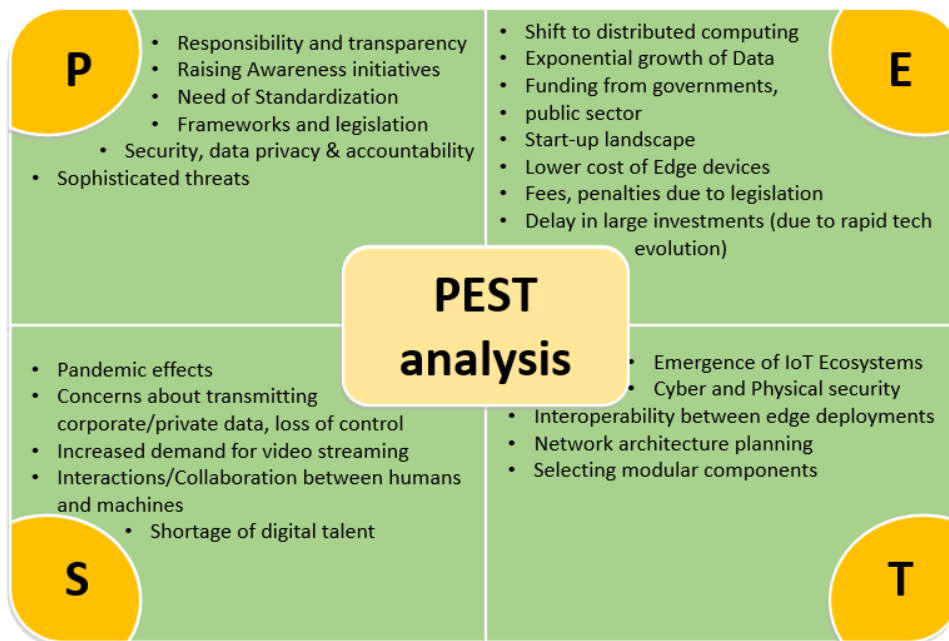 P
• Responsibility and transparency
• Raising Awareness initiatives
• Need of Standardization
• Frameworks and legislation
• Security, data privacy & accountability
• Sophisticated threats
E
• Shift to distributed computing
• Exponential growth of Data
• Funding from governments,
• public sector
• Start-up landscape
• Lower cost of Edge devices
• Fees, penalties due to legislation
• Delay in large investments (due to rapid tech
evolution)
PEST
analysis
• Pandemic effects
• Concerns about transmitting
corporate/private data, loss of control
• Increased demand for video streaming
• Interactions/Collaboration between humans
and machines
• Shortage of digital talent
S
• Emergence of IoT Ecosystems
• Cyber and Physical security
• Interoperability between edge deployments
• Network architecture planning
• Selecting modular components
T